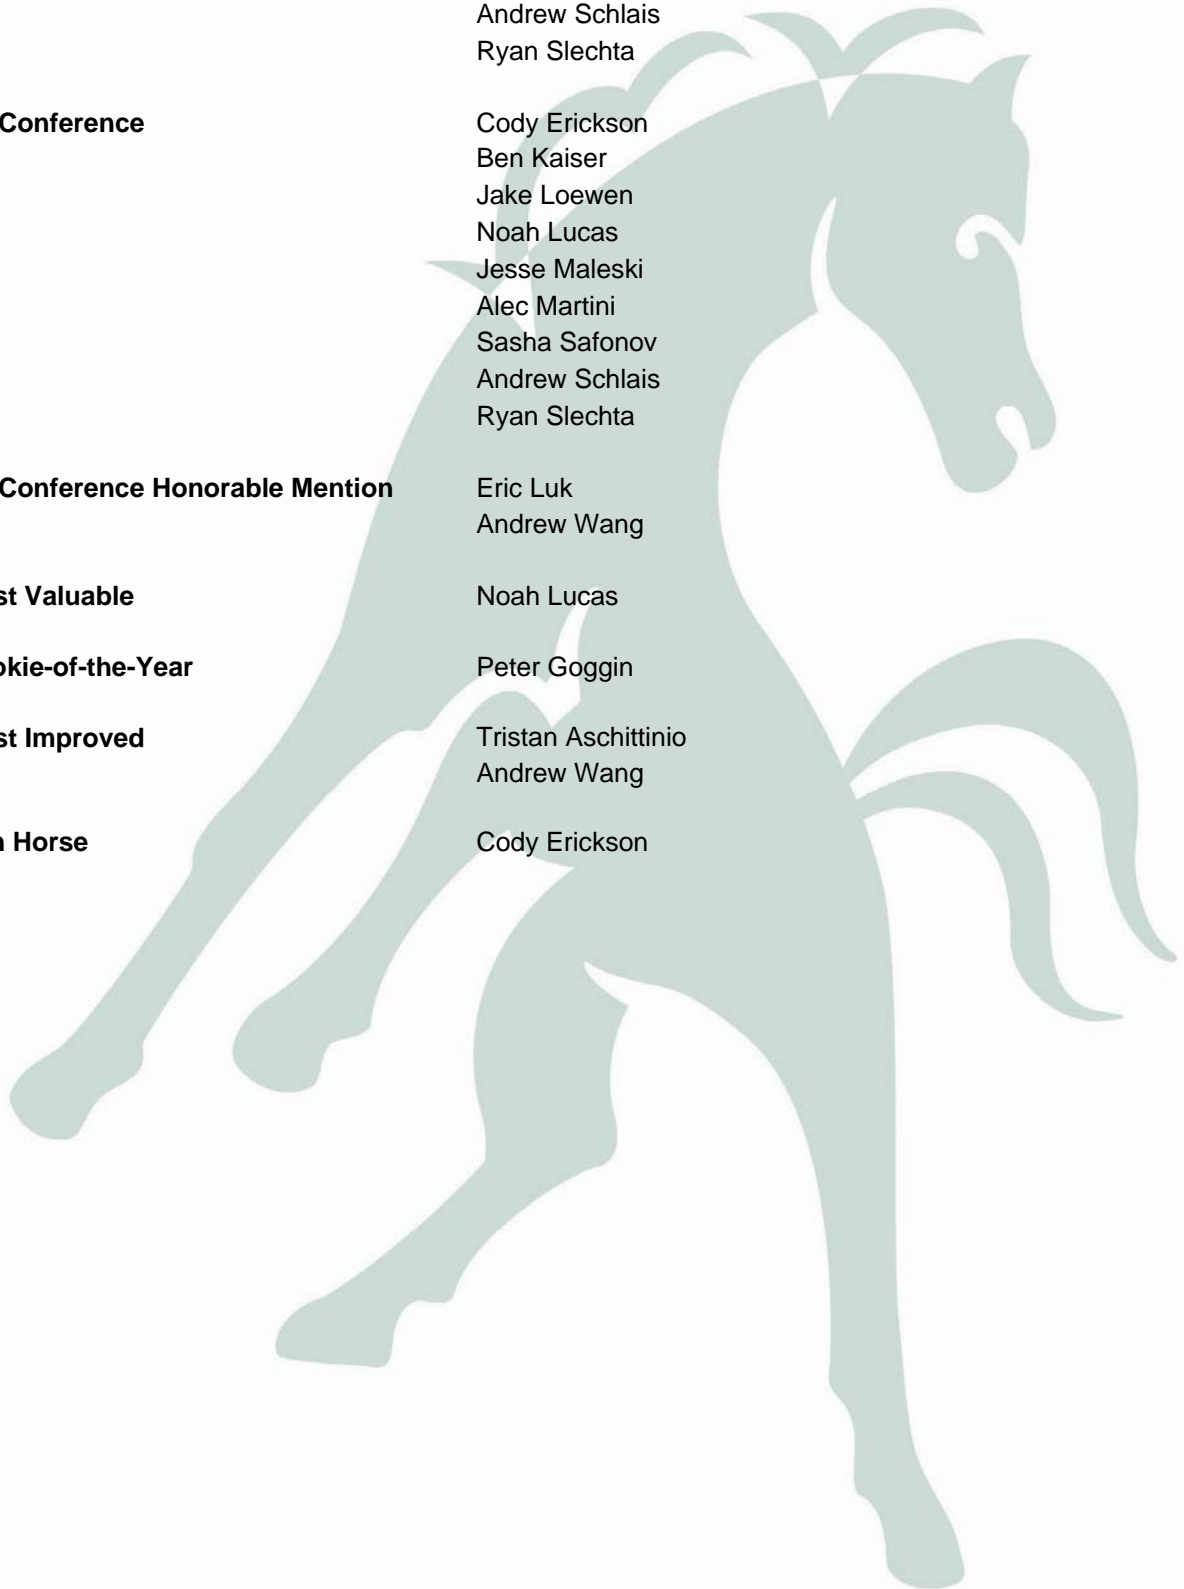 Andrew Schlais
Ryan Slechta
Conference Cody Erickson
Ben Kaiser
Jake Loewen
Noah Lucas
Jesse Maleski
Alec Martini
Sasha Safonov
Andrew Schlais
Ryan Slechta
Conference Honorable Mention Eric Luk
Andrew Wang
st Valuable Noah Lucas
okie-of-the-Year Peter Goggin
st Improved Tristan Aschittinio
Andrew Wang
n Horse Cody Erickson